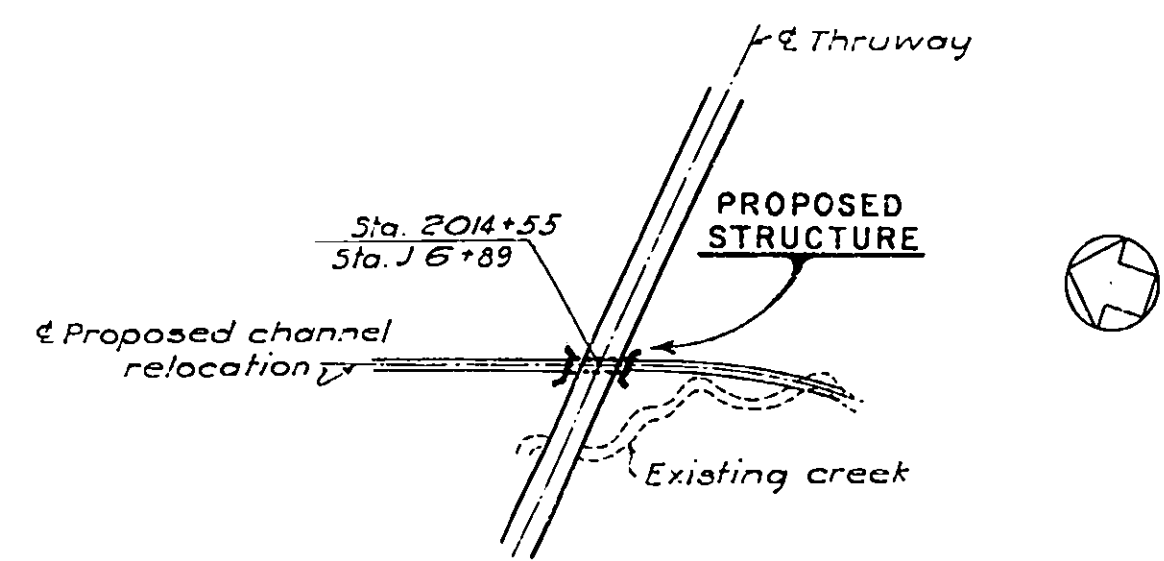 ℄ Thruway
PROPOSED
STRUCTURE
Sta. 2014+55
Sta. J 6+89
℄ Proposed channel
relocation
Existing creek